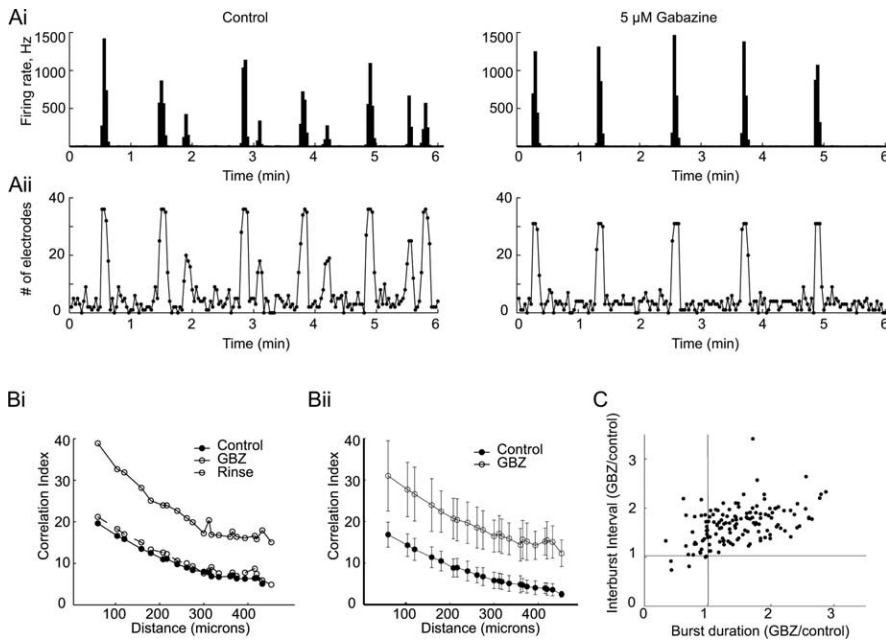 Ai
Control
5 µM Gabazine
Firing rate, Hz
1500
1000
500
0 1 2 3 4 5 6
0 1 2 3 4 5 6
1500
1000
500
Time (min)
Time (min)
Aii
# of electrodes
40
20
0
0 1 2 3 4 5 6
Time (min)
40
20
0
0 1 2 3 4 5 6
Time (min)
Bi
Correlation Index
40
30
20
10
0
100 200 300 400
Distance (microns)
Control
GBZ
Rinse
Bii
Correlation Index
40
30
20
10
0
100 200 300 400
Distance (microns)
Control
GBZ
C
Interburst Interval (GBZ/control)
3
2
1
0
0 1 2 3
Burst duration (GBZ/control)